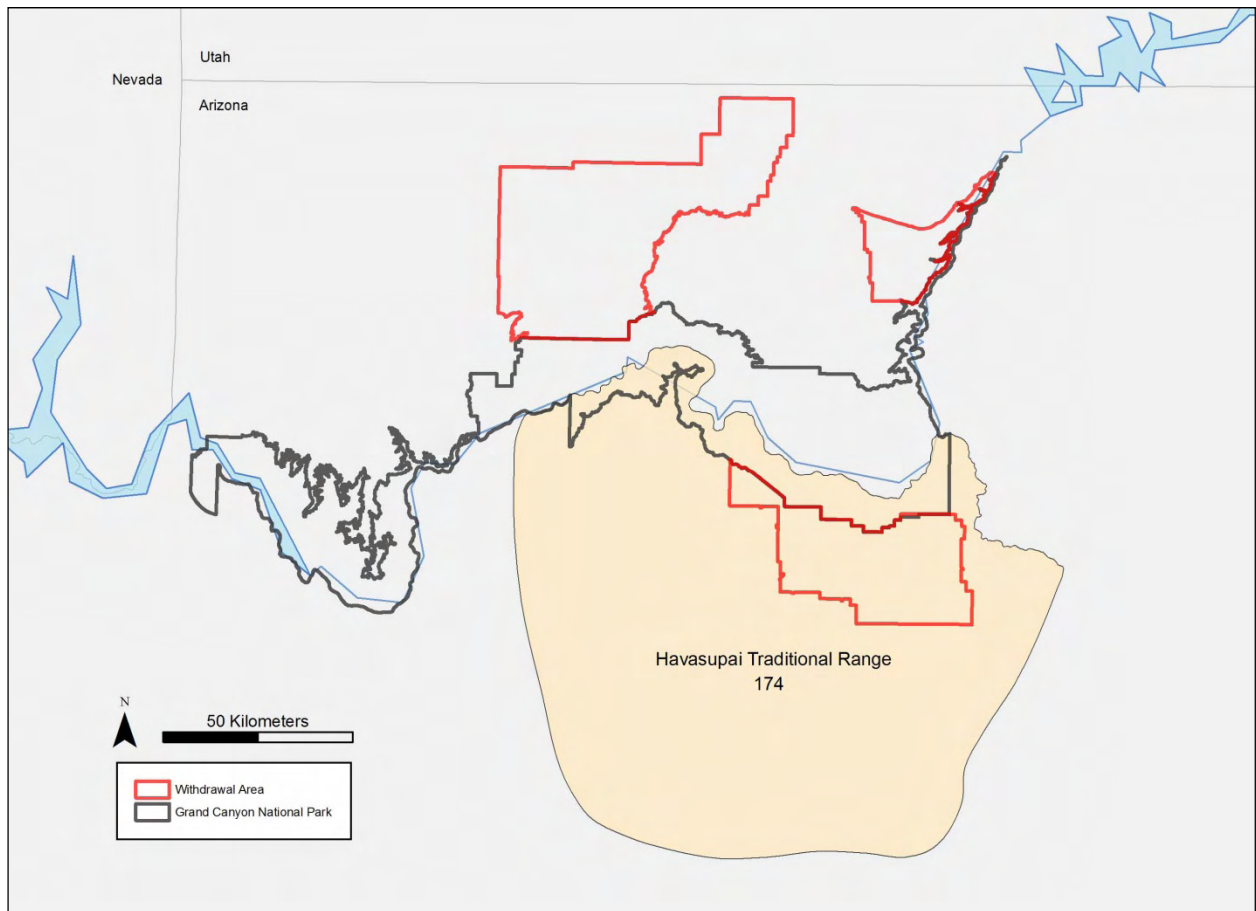 Utah
Nevada
Arizona
Havasupai Traditional Range
174
N
50 Kilometers
Withdrawal Area
Grand Canyon National Park